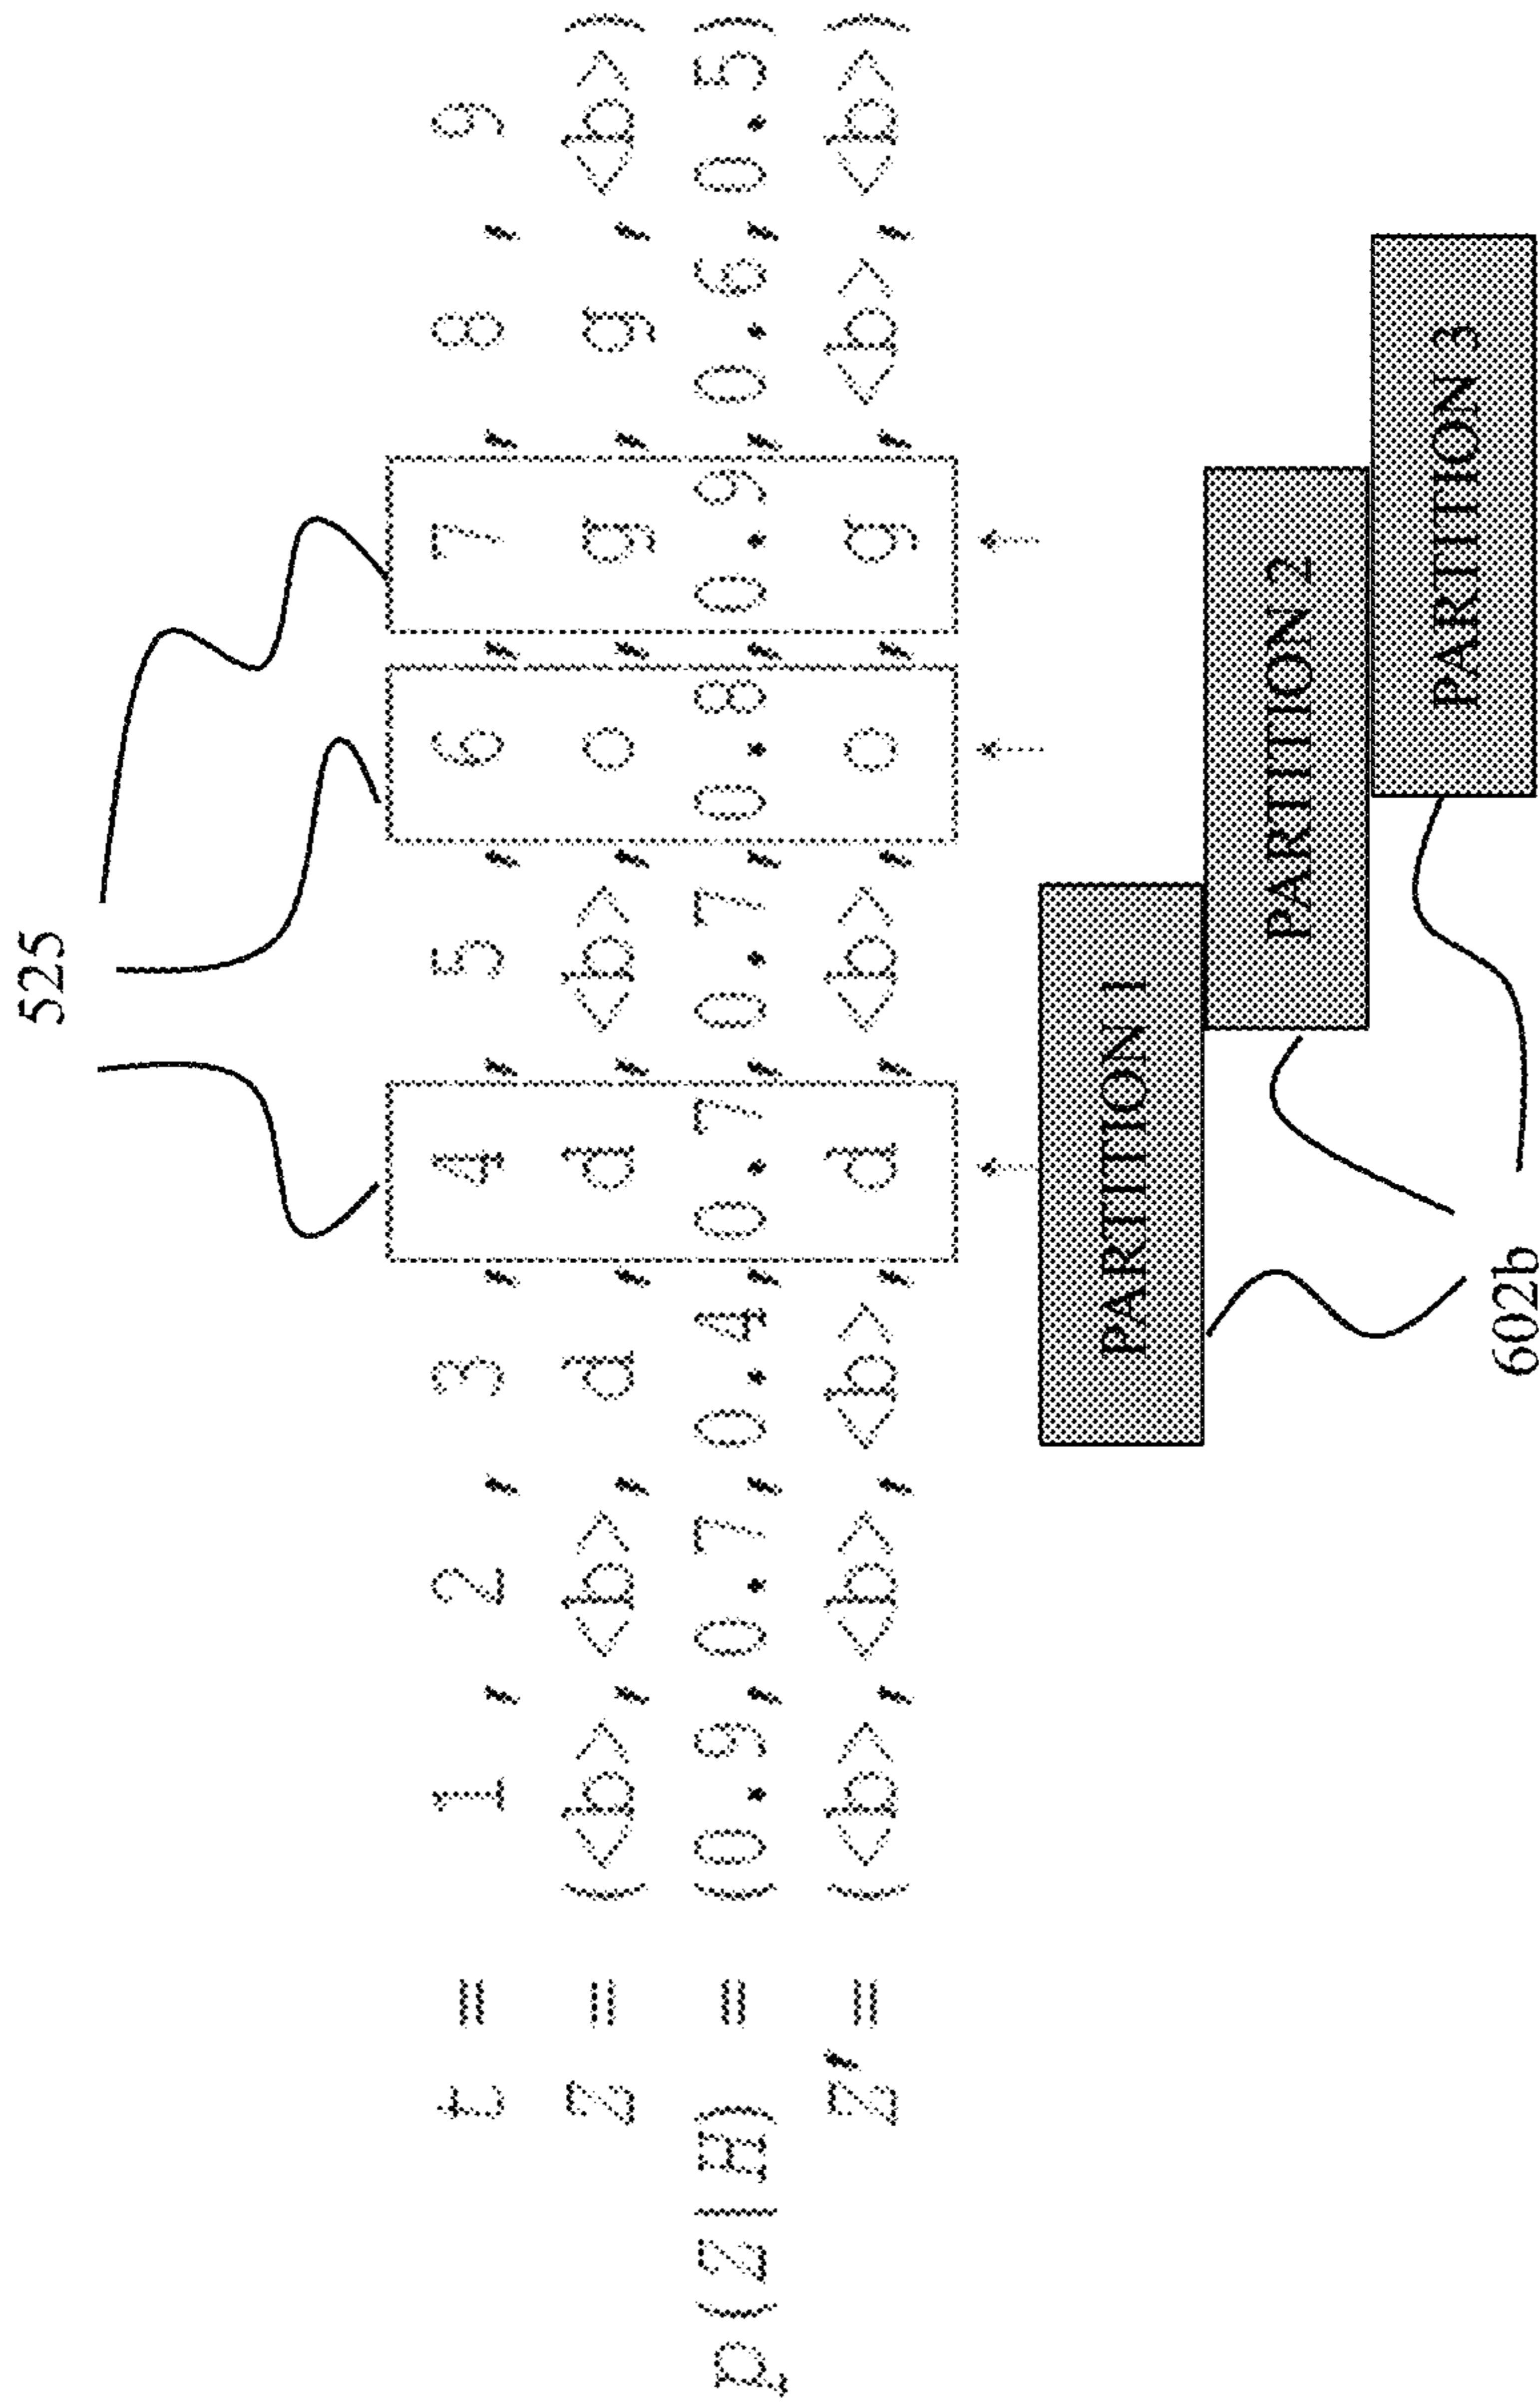 525
t = 1 , 2 , 3 , 4 , 5 , 6 , 7 , 8 , 9
Z = (<b>, <b>, d , d , <b>, o , g , g , <b>)
p(Z|H) = (0.9, 0.7, 0.4, 0.7, 0.7, 0.8, 0.9, 0.6, 0.5)
Z' = (<b>, <b>, <b>, d , <b>, o , g , <b>, <b>)
PARTITION 1
PARTITION 2
PARTITION 3
602b